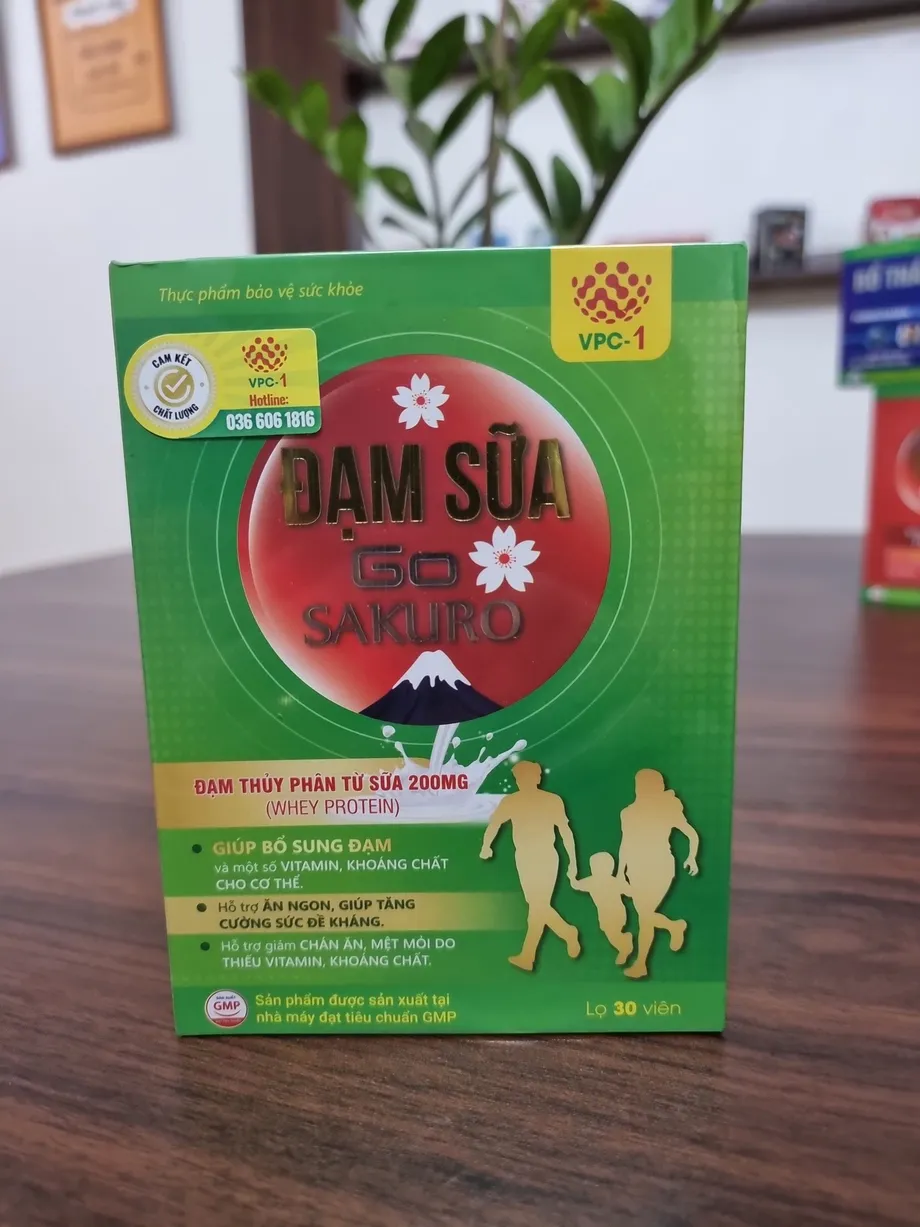 Thực phẩm bảo vệ sức khỏe
VPC-1
CAM KẾT
CHẤT LƯỢNG
VPC-1
Hotline:
036 606 1816
ĐẠM SỮA
Go
SAKURO
ĐẠM THỦY PHÂN TỪ SỮA 200MG
(WHEY PROTEIN)
GIÚP BỔ SUNG ĐẠM
và một số VITAMIN, KHOÁNG CHẤT
CHO CƠ THỂ.
Hỗ trợ ĂN NGON, GIÚP TĂNG
CƯỜNG SỨC ĐỀ KHÁNG.
Hỗ trợ giảm CHÁN ĂN, MỆT MỎI DO
THIẾU VITAMIN, KHOÁNG CHẤT.
GMP
Sản phẩm được sản xuất tại
nhà máy đạt tiêu chuẩn GMP
Lọ 30 viên